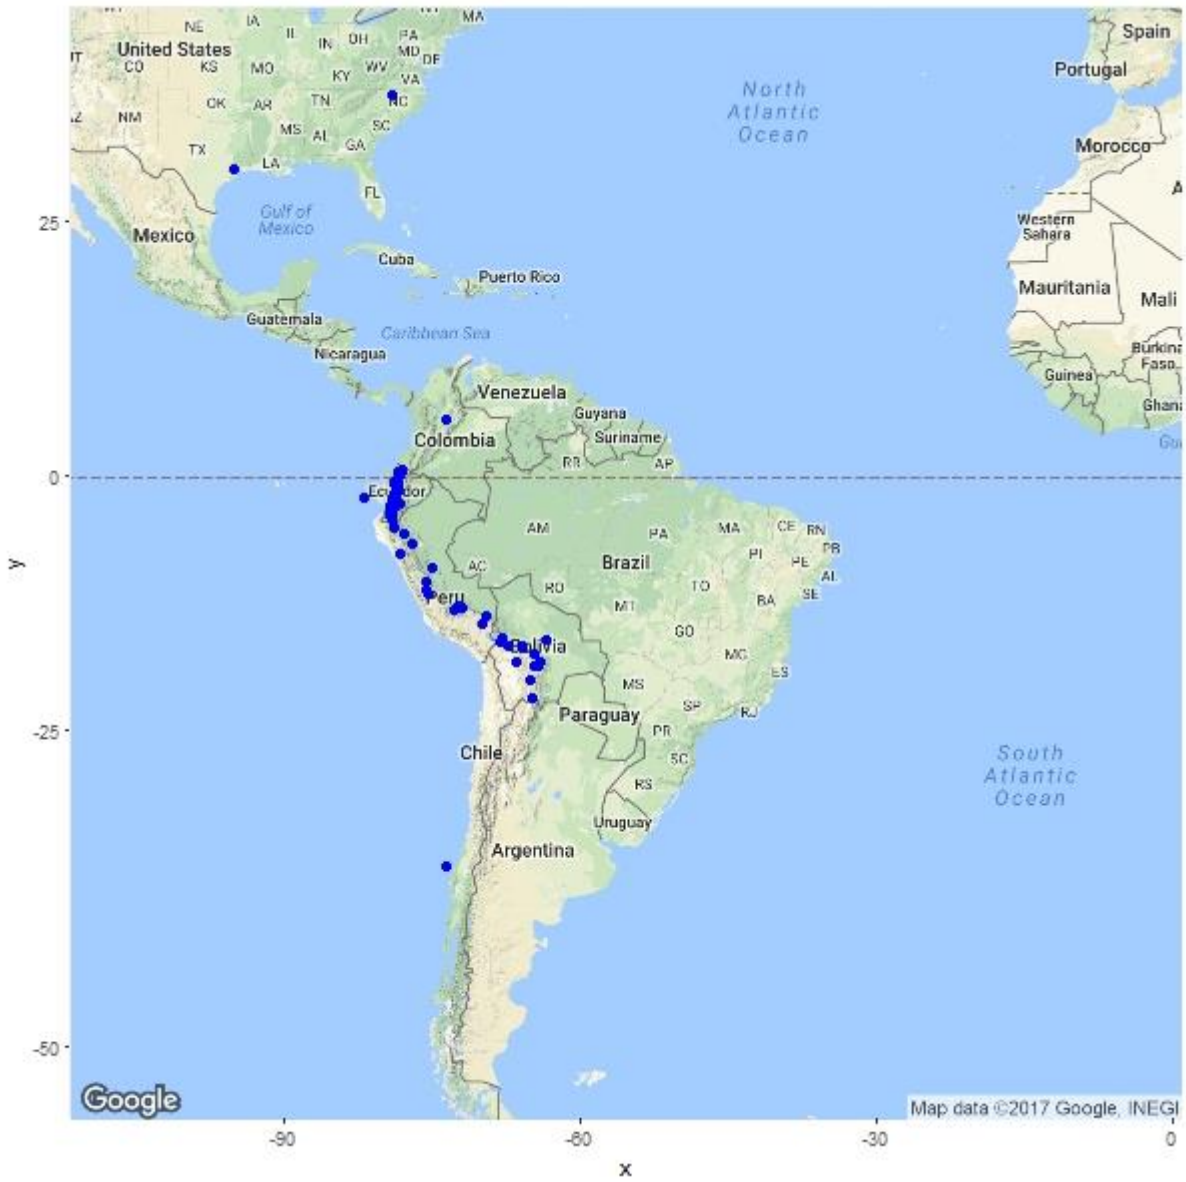 MA
NE
IA
IL
IN
OH
PA
United States
MD
DE
CO
KS
MO
KY
WV
VA
OK
AR
TN
NC
NM
MS
AL
SC
GA
TX
LA
FL
Spain
Portugal
North
Atlantic
Ocean
Morocco
25
Gulf of
Mexico
Mexico
Western
Sahara
Cuba
Puerto Rico
Mauritania
Mali
Guatemala
Caribbean Sea
Nicaragua
Burkina
Faso
Guinea
Ghana
Venezuela
Guyana
Colombia
Suriname
RR
AP
0
Ecuador
AM
PA
MA
CE
RN
PI
PB
PE
AL
AC
Brazil
RO
TO
SE
BA
Peru
MT
y
GO
Bolivia
MG
ES
MS
SP
RJ
Paraguay
-25
PR
SC
Chile
RS
South
Atlantic
Ocean
Uruguay
Argentina
-50
Google
Map data ©2017 Google, INEGI
-90
-60
-30
0
x